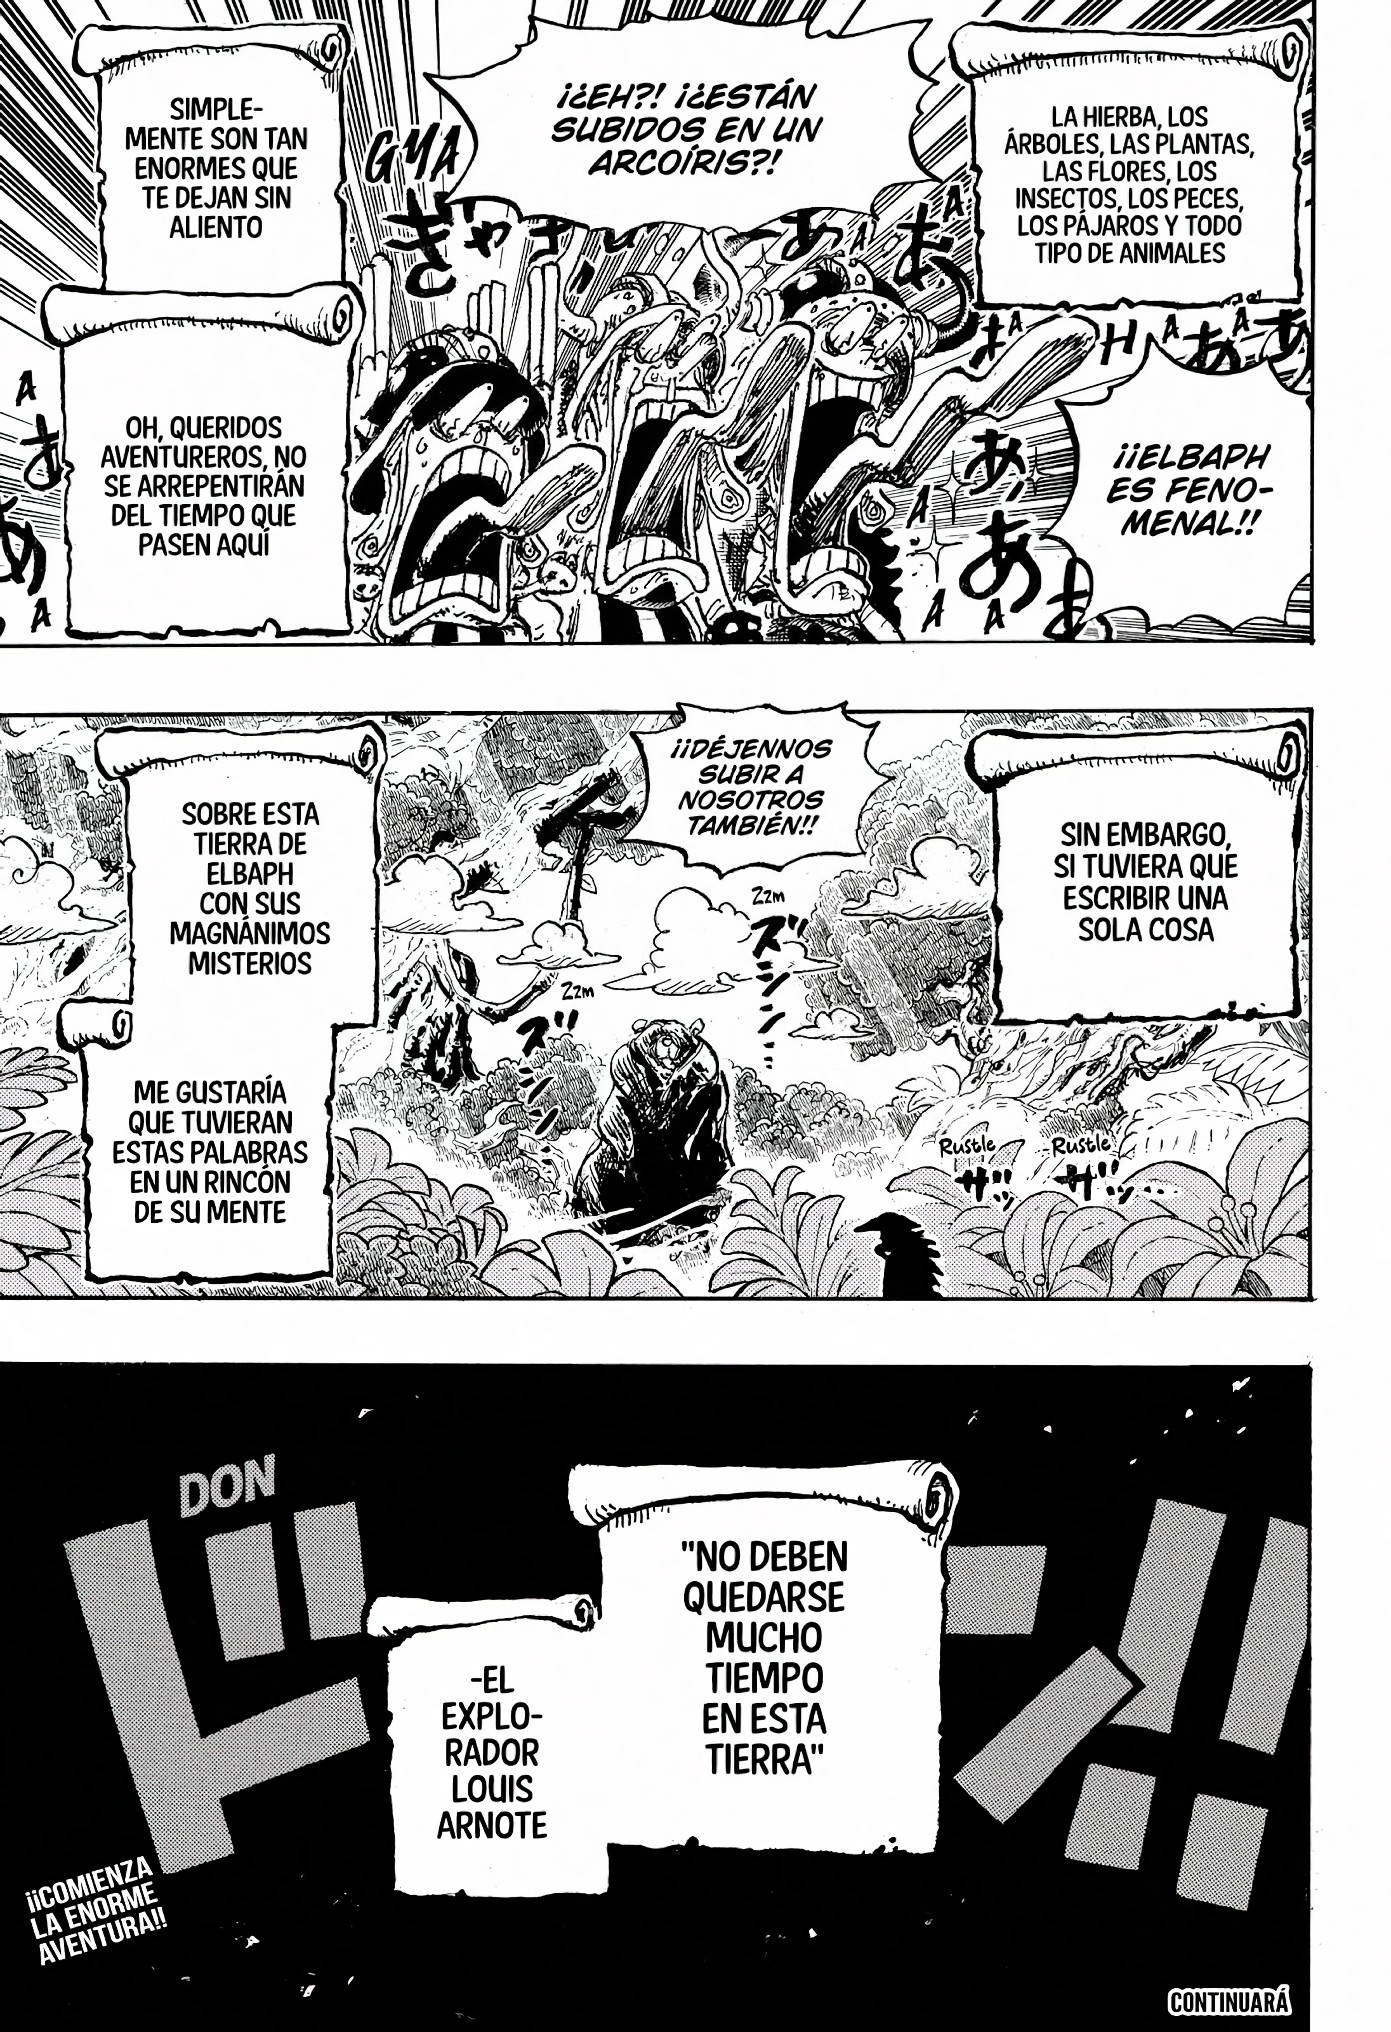 LA HIERBA, LOS
ÁRBOLES, LAS PLANTAS,
LAS FLORES, LOS
INSECTOS, LOS PECES,
LOS PÁJAROS Y TODO
TIPO DE ANIMALES
¡¿EH?! ¡¿ESTÁN
SUBIDOS EN UN
ARCOÍRIS?!
SIMPLE-
MENTE SON TAN
ENORMES QUE
TE DEJAN SIN
ALIENTO
GYA
A
A
A
H
A
A
A
A
A
A
A
A
¡¡ELBAPH
ES FENO-
MENAL!!
OH, QUERIDOS
AVENTUREROS, NO
SE ARREPENTIRÁN
DEL TIEMPO QUE
PASEN AQUÍ
SIN EMBARGO,
SI TUVIERA QUE
ESCRIBIR UNA
SOLA COSA
¡¡DÉJENNOS
SUBIR A
NOSOTROS
TAMBIÉN!!
SOBRE ESTA
TIERRA DE
ELBAPH
CON SUS
MAGNÁNIMOS
MISTERIOS
Zzm
ズシン
Zzm
ズ
Rustle
ザッ
Rustle
ザッ
ME GUSTARÍA
QUE TUVIERAN
ESTAS PALABRAS
EN UN RINCÓN
DE SU MENTE
DON
ドン!!
"NO DEBEN
QUEDARSE
MUCHO
TIEMPO
EN ESTA
TIERRA"
-EL
EXPLO-
RADOR
LOUIS
ARNOTE
¡¡COMIENZA
LA ENORME
AVENTURA!!
CONTINUARÁ